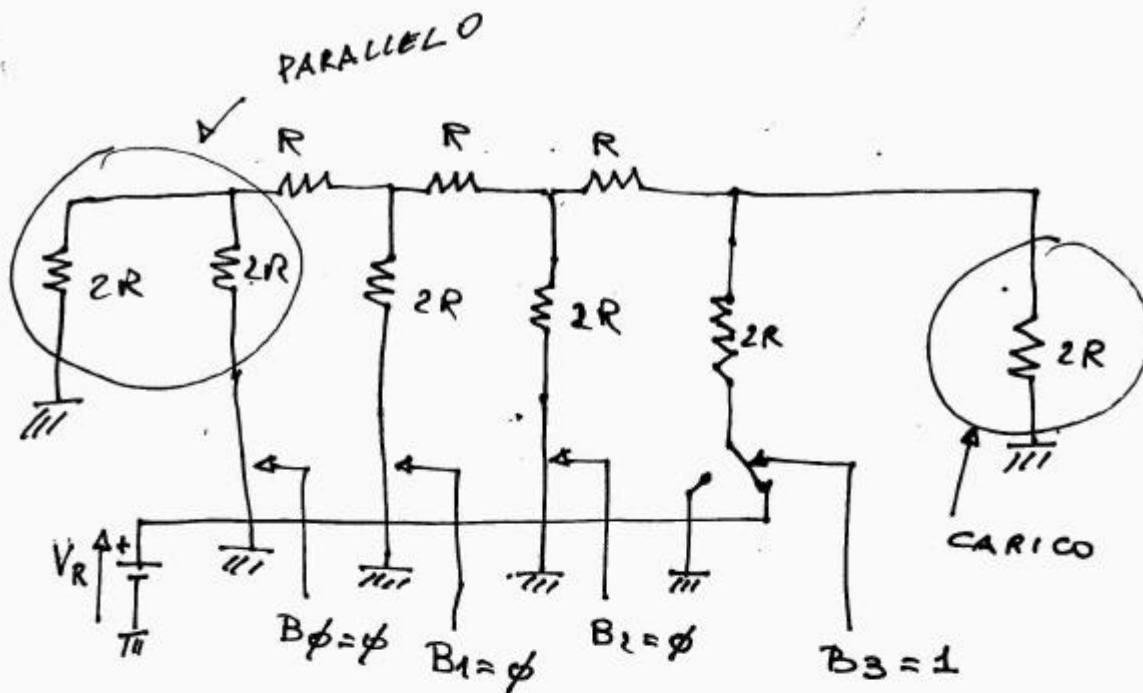 PARALLELO
R
R
R
2R
2R
2R
2R
2R
2R
CARICO
VR
+
Bφ=φ
B1=φ
B2=φ
B3=1